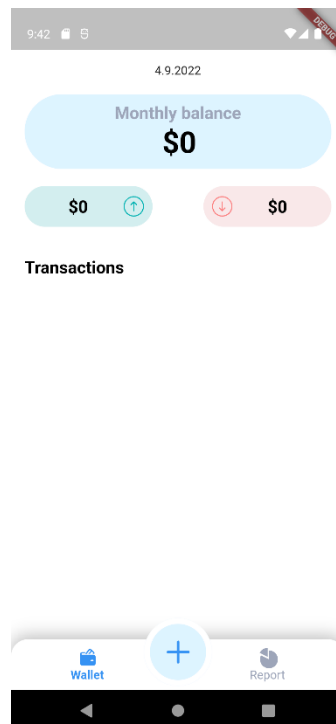 9:42
DEBUG
4.9.2022
Monthly balance
$0
$0 $0
Transactions
Wallet Report